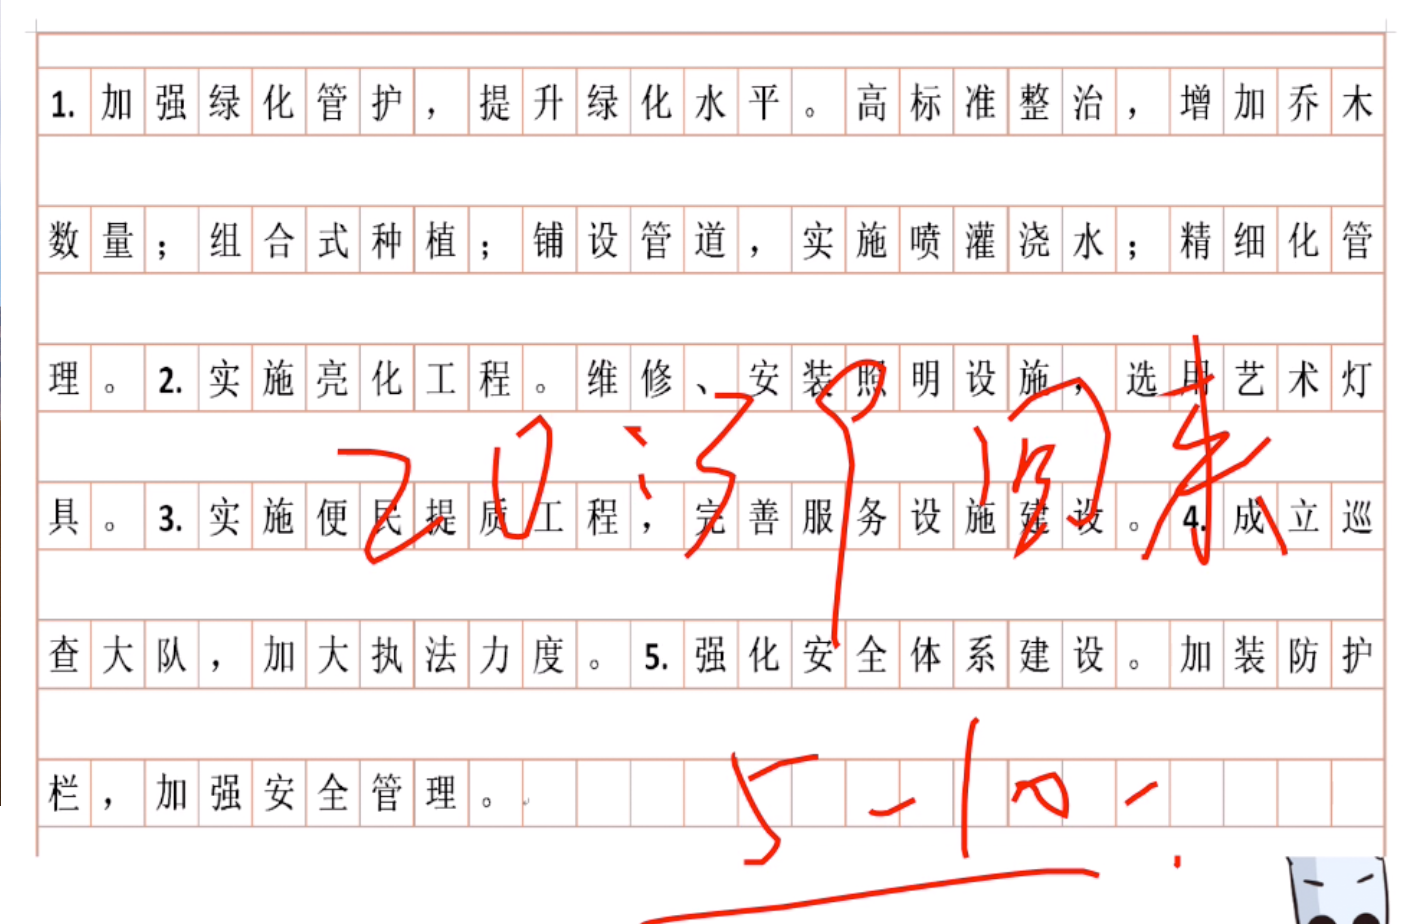 1.加强绿化管护，提升绿化水平。高标准整治，增加乔木
数量；组合式种植；铺设管道，实施喷灌浇水；精细化管
理。2.实施亮化工程。维修、安装照明设施，选用艺术灯
20:39回来
具。3.实施便民提质工程，完善服务设施建设。4.成立巡
查大队，加大执法力度。5.强化安全体系建设。加装防护
栏，加强安全管理。
5-10